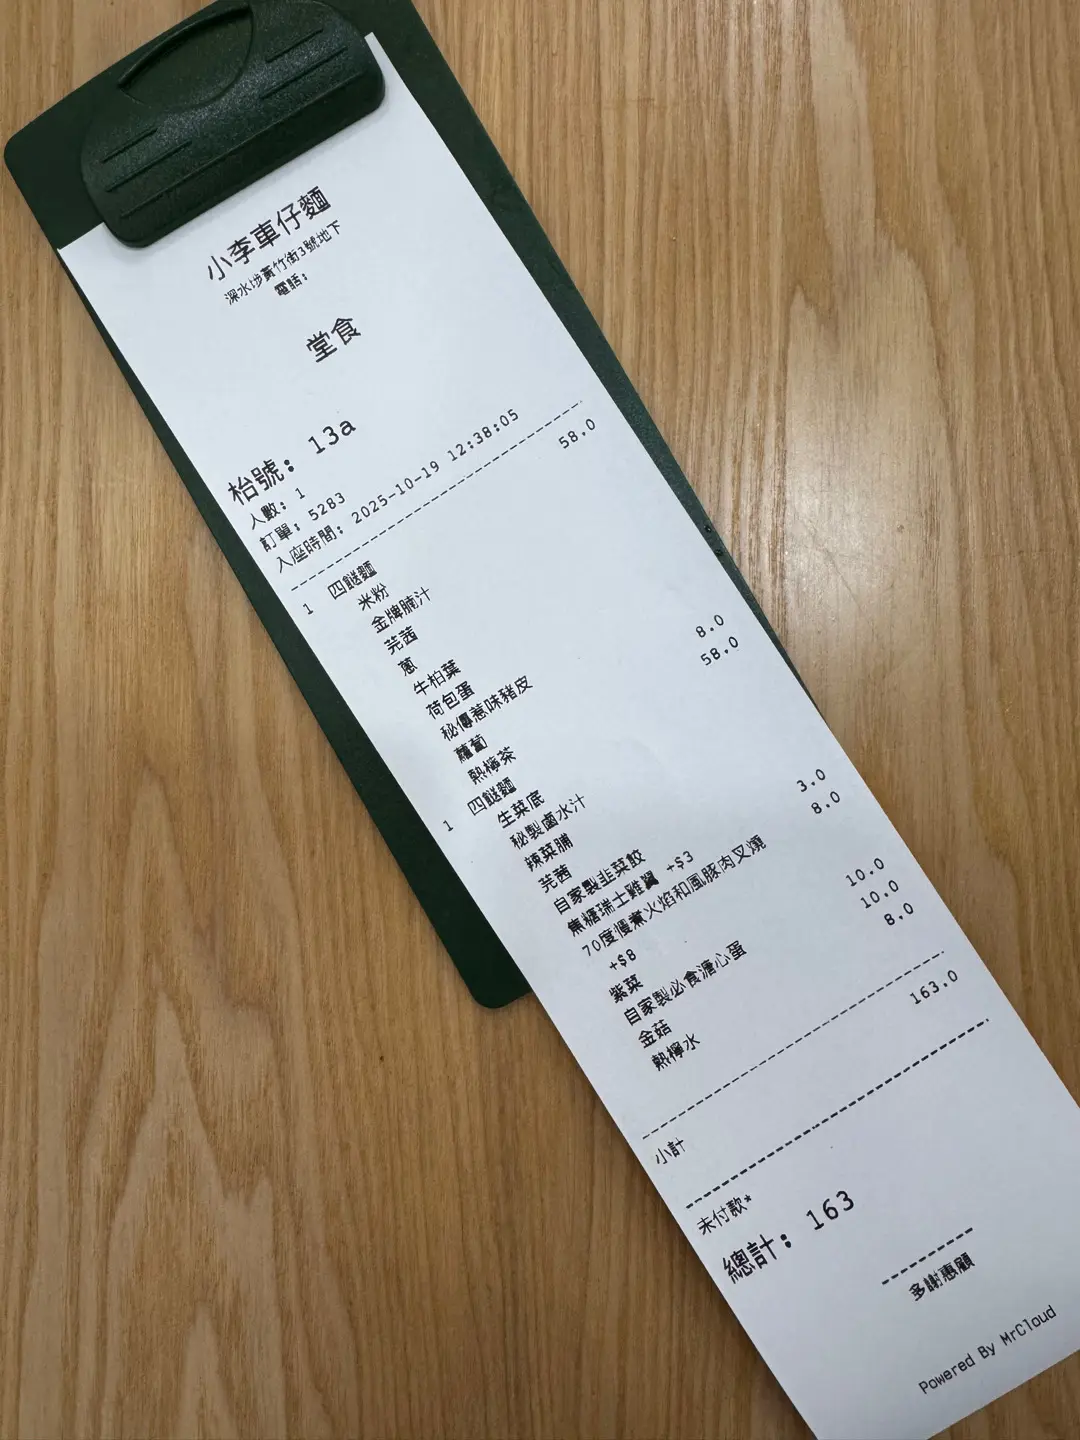 小李車仔麵
深水埗黃竹街3號地下
電話:
堂食
枱號: 13a
人數: 1
訂單: 5283
入座時間: 2025-10-19 12:38:05
1 四餸麵 58.0
米粉
金牌腩汁
芫茜
蔥
牛柏葉
荷包蛋
秘傳惹味豬皮
蘿蔔
熱檸茶 8.0
1 四餸麵 58.0
生菜底
秘製鹵水汁
辣菜脯
芫茜
自家製韭菜餃
焦糖瑞士雞翼 +$3 3.0
70度慢煮火焰和風豚肉叉燒 8.0
+$8
紫菜 10.0
自家製必食溏心蛋 10.0
金菇
熱檸水 8.0
小計 163.0
未付款*
總計: 163
多謝惠顧
Powered By MrCloud